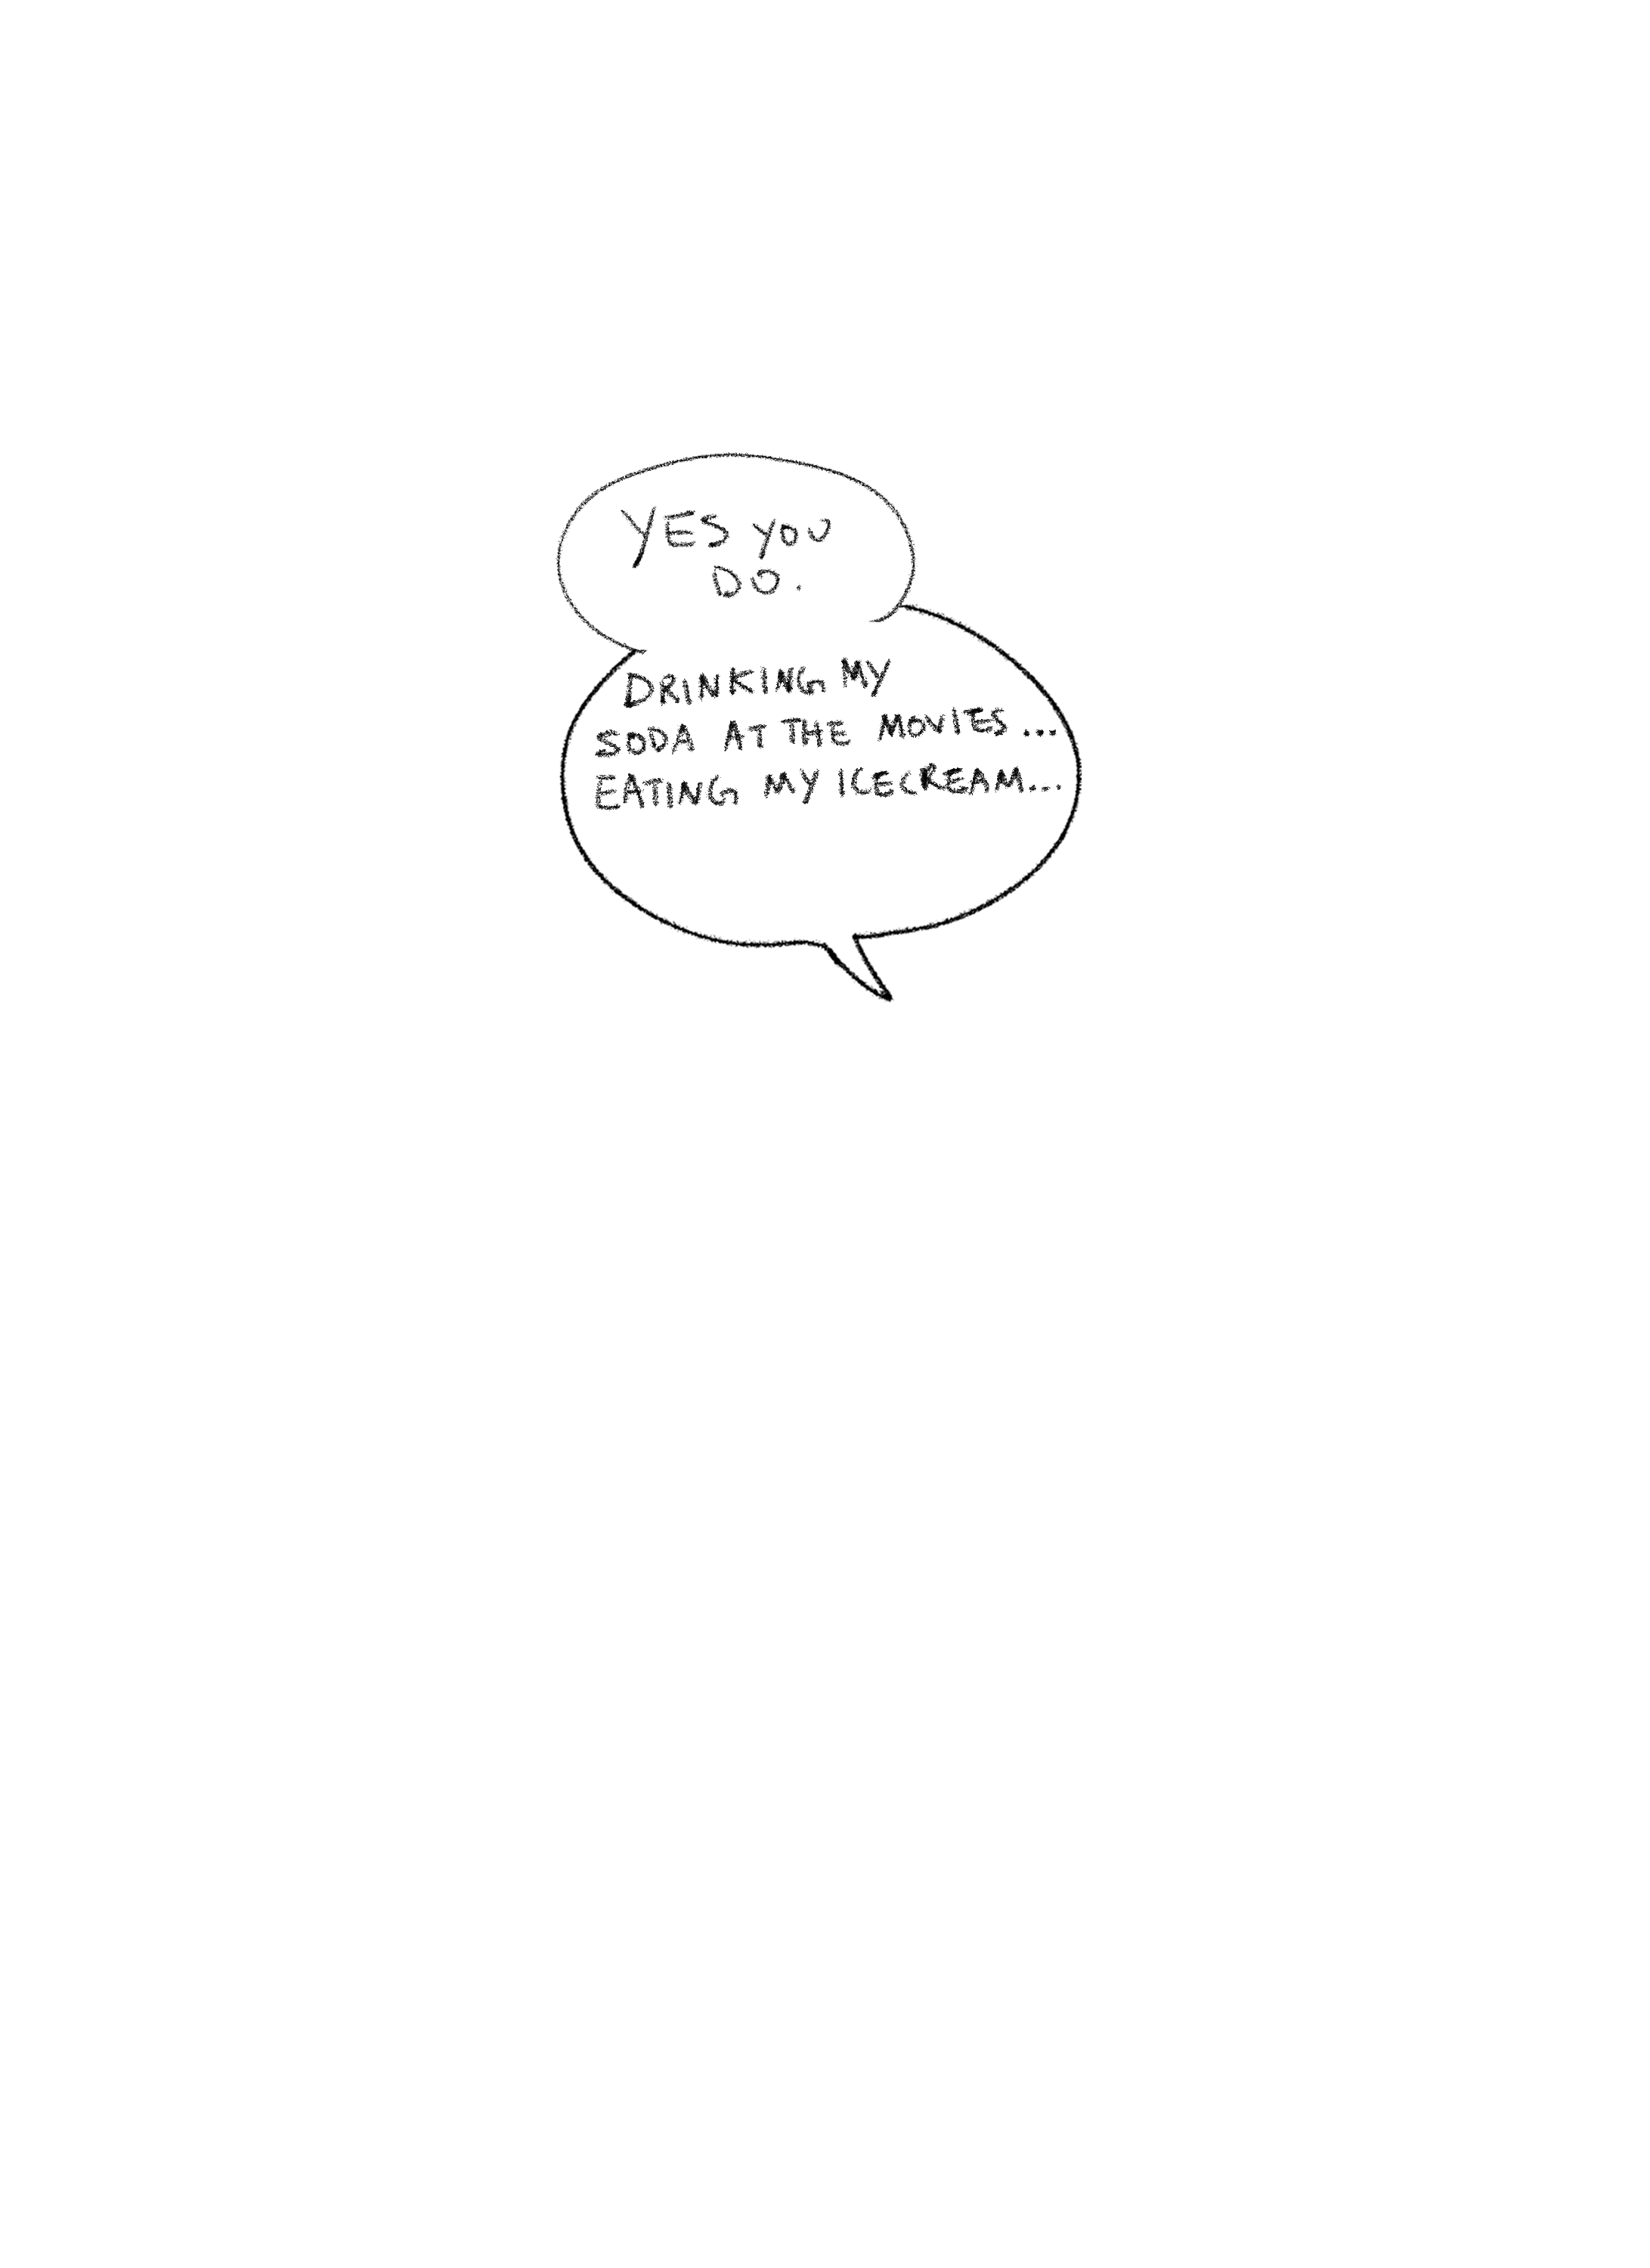 YES YOU
DO.
DRINKING MY
SODA AT THE MOVIES...
EATING MY ICECREAM...